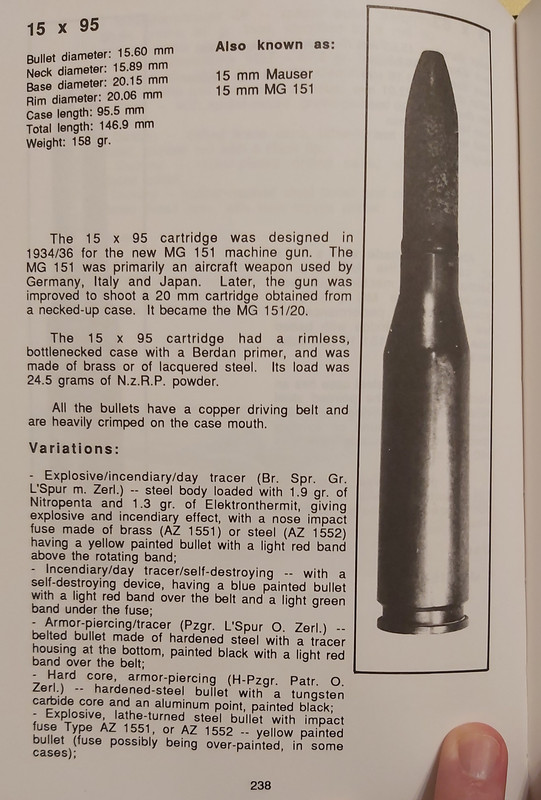 15 x 95
Bullet diameter: 15.60 mm
Neck diameter: 15.89 mm
Base diameter: 20.15 mm
Rim diameter: 20.06 mm
Case length: 95.5 mm
Total length: 146.9 mm
Weight: 158 gr.
Also known as:
15 mm Mauser
15 mm MG 151
The 15 x 95 cartridge was designed in
1934/36 for the new MG 151 machine gun. The
MG 151 was primarily an aircraft weapon used by
Germany, Italy and Japan. Later, the gun was
improved to shoot a 20 mm cartridge obtained from
a necked-up case. It became the MG 151/20.
The 15 x 95 cartridge had a rimless,
bottlenecked case with a Berdan primer, and was
made of brass or of lacquered steel. Its load was
24.5 grams of N.z.R.P. powder.
All the bullets have a copper driving belt and
are heavily crimped on the case mouth.
Variations:
- Explosive/incendiary/day tracer (Br. Spr. Gr.
L'Spur m. Zerl.) -- steel body loaded with 1.9 gr. of
Nitropenta and 1.3 gr. of Elektronthermit, giving
explosive and incendiary effect, with a nose impact
fuse made of brass (AZ 1551) or steel (AZ 1552)
having a yellow painted bullet with a light red band
above the rotating band;
- Incendiary/day tracer/self-destroying -- with a
self-destroying device, having a blue painted bullet
with a light red band over the belt and a light green
band under the fuse;
- Armor-piercing/tracer (Pzgr. L'Spur O. Zerl.) --
belted bullet made of hardened steel with a tracer
housing at the bottom, painted black with a light red
band over the belt;
- Hard core, armor-piercing (H-Pzgr. Patr. O.
Zerl.) -- hardened-steel bullet with a tungsten
carbide core and an aluminum point, painted black;
- Explosive, lathe-turned steel bullet with impact
fuse Type AZ 1551, or AZ 1552 -- yellow painted
bullet (fuse possibly being over-painted, in some
cases);
238